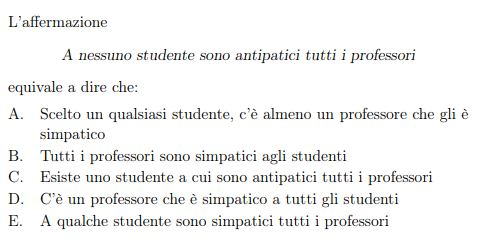 L'affermazione
A nessuno studente sono antipatici tutti i professori
equivale a dire che:
A. Scelto un qualsiasi studente, c'è almeno un professore che gli è
simpatico
B. Tutti i professori sono simpatici agli studenti
C. Esiste uno studente a cui sono antipatici tutti i professori
D. C'è un professore che è simpatico a tutti gli studenti
E. A qualche studente sono simpatici tutti i professori